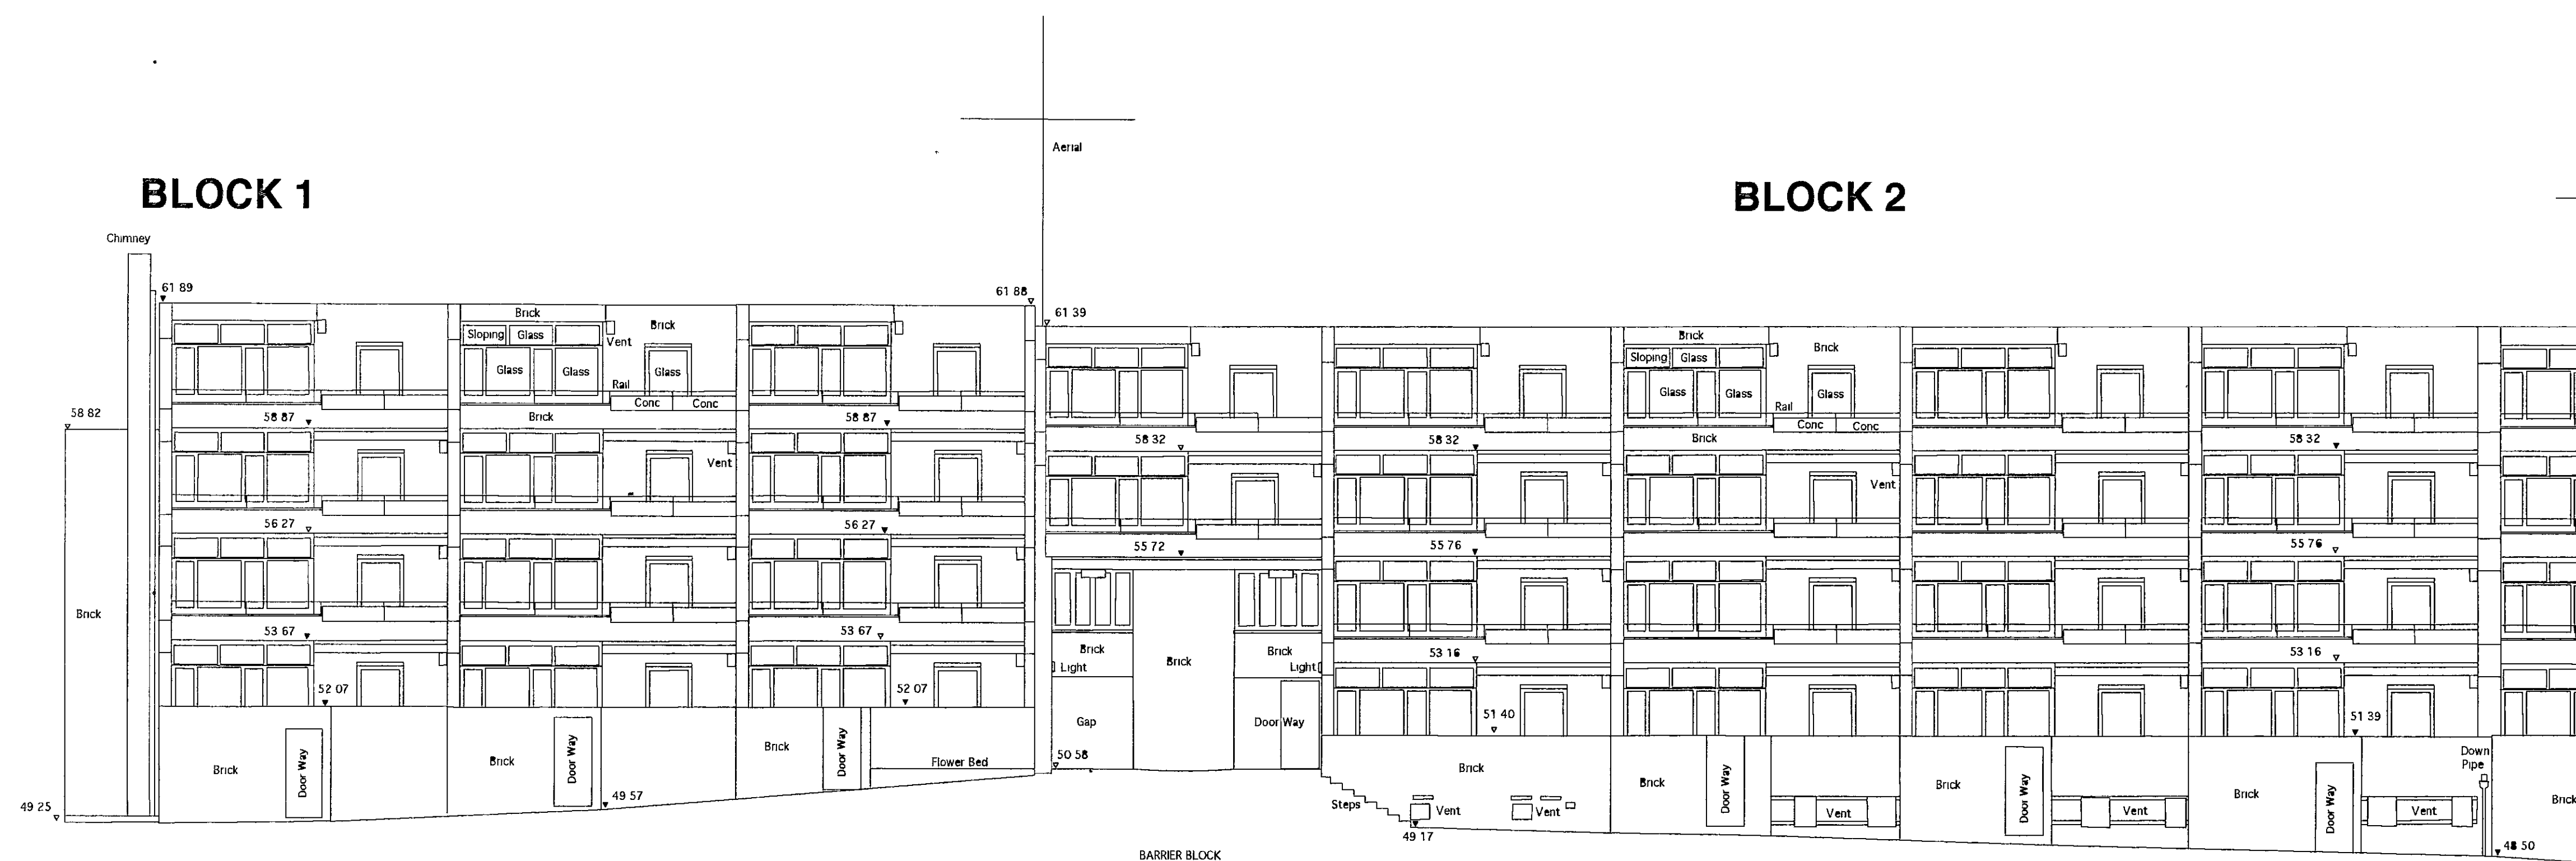 Aerial
BLOCK 1
BLOCK 2
Chimney
61 89
61 88
61 39
Brick
Brick
Sloping
Glass
Vent
Glass
Glass
Glass
Rail
Conc
Conc
Brick
Brick
Sloping
Glass
Glass
Glass
Glass
Rail
Conc
Conc
58 82
58 87
Brick
58 87
58 32
58 32
Brick
58 32
Vent
Vent
56 27
56 27
55 72
55 76
55 76
Brick
53 67
53 67
Brick
Light
Brick
Brick
Light
53 16
53 16
52 07
52 07
Gap
Door Way
51 40
51 39
Brick
Door Way
Brick
Door Way
Brick
Door Way
Flower Bed
50 58
Brick
Brick
Door Way
Brick
Door Way
Brick
Door Way
Down
Pipe
Brick
49 25
49 57
Steps
Vent
Vent
Vent
Vent
Vent
49 17
48 50
BARRIER BLOCK